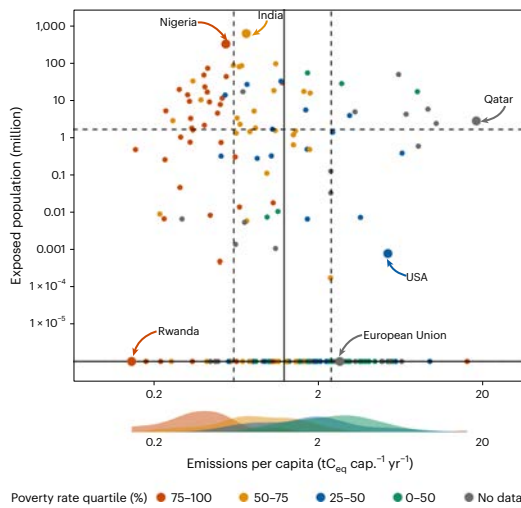 Nigeria
India
Qatar
USA
European Union
Rwanda
Exposed population (million)
1,000
100
10
1
0.1
0.01
0.001
1 × 10⁻⁴
1 × 10⁻⁵
0.2 2 20
0.2 2 20
Emissions per capita (tCeq cap.⁻¹ yr⁻¹)
Poverty rate quartile (%) 75–100 50–75 25–50 0–50 No data